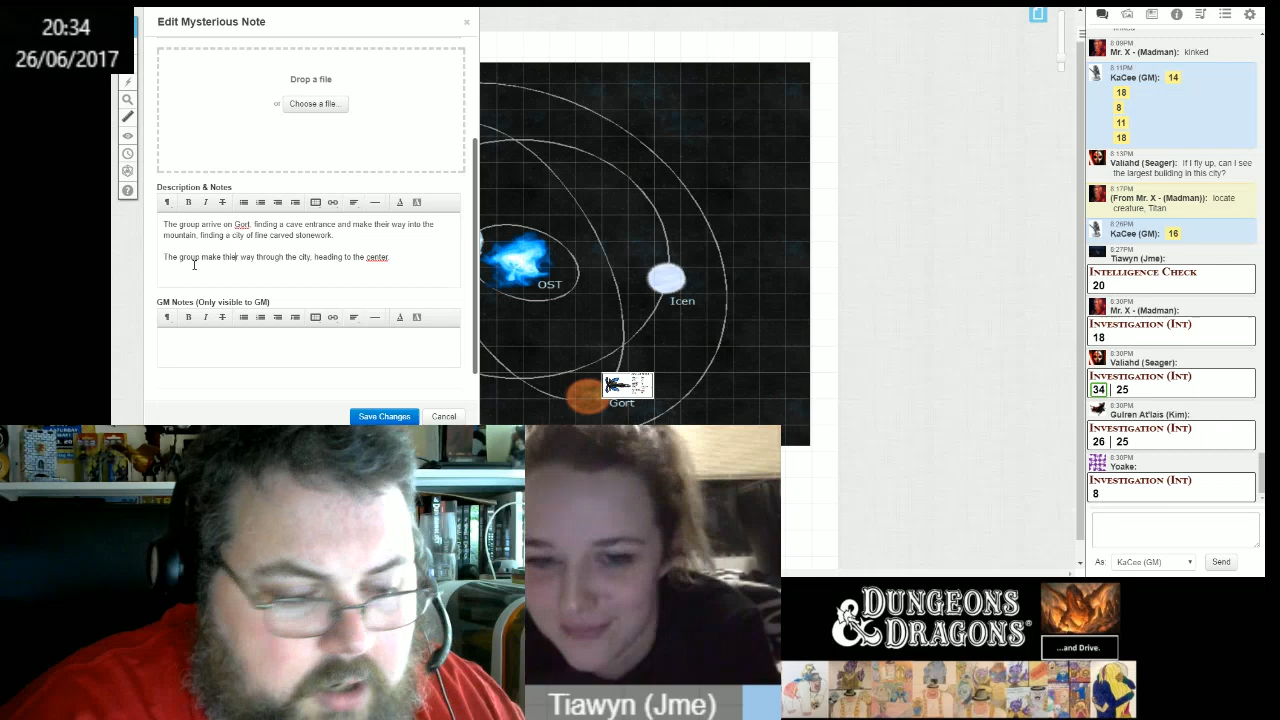 20:34
26/06/2017
Edit Mysterious Note
×
Drop a file
or Choose a file...
Description & Notes
The group arrive on Gort, finding a cave entrance and make their way into the
mountain, finding a city of fine carved stonework.
The group make thier way through the city, heading to the center.
GM Notes (Only visible to GM)
Save Changes
Cancel
OST
Icen
Gort
8:09PM
Mr. X - (Madman): kinked
8:11PM
KaCee (GM): 14
18
8
11
18
8:13PM
Valiahd (Seager): If I fly up, can I see
the largest building in this city?
8:17PM
(From Mr. X - (Madman)): locate
creature, Titan
8:26PM
KaCee (GM): 16
8:27PM
Tiawyn (Jme):
INTELLIGENCE CHECK
20
8:30PM
Mr. X - (Madman):
INVESTIGATION (INT)
18
8:30PM
Valiahd (Seager):
INVESTIGATION (INT)
34 | 25
8:30PM
Gulren At'lais (Kim):
INVESTIGATION (INT)
26 | 25
8:30PM
Yoake:
INVESTIGATION (INT)
8
As: KaCee (GM)
Send
DUNGEONS
& DRAGONS®
...and Drive.
Tiawyn (Jme)